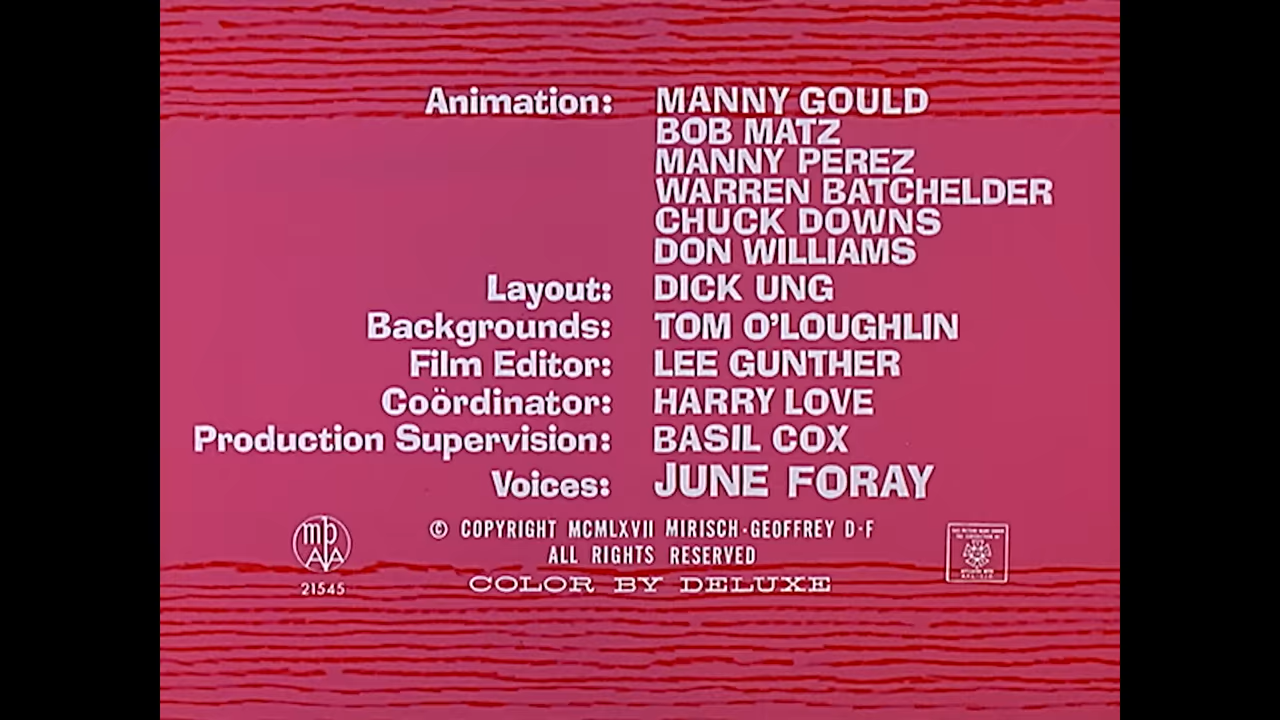 Animation: MANNY GOULD
BOB MATZ
MANNY PEREZ
WARREN BATCHELDER
CHUCK DOWNS
DON WILLIAMS
Layout: DICK UNG
Backgrounds: TOM O'LOUGHLIN
Film Editor: LEE GUNTHER
Coördinator: HARRY LOVE
Production Supervision: BASIL COX
Voices: JUNE FORAY
© COPYRIGHT MCMLXVII MIRISCH-GEOFFREY D-F
ALL RIGHTS RESERVED
COLOR BY DELUXE
mp
AA
21545